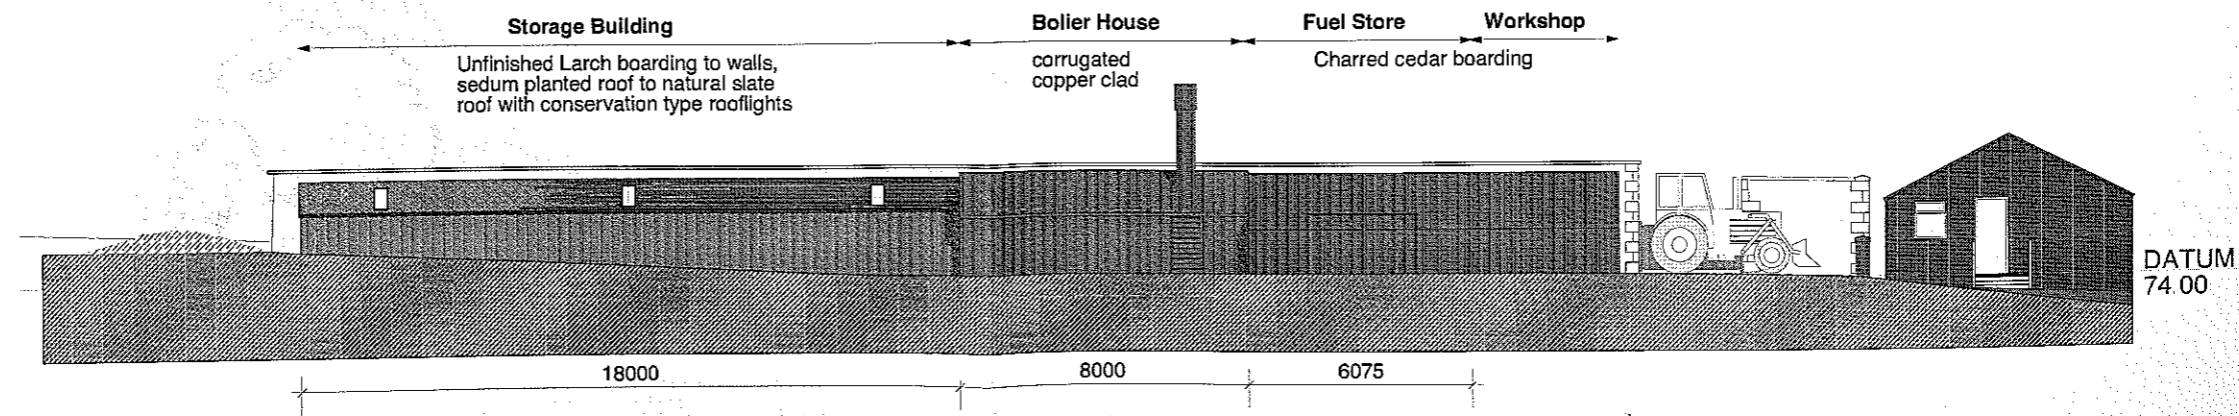 Storage Building
Unfinished Larch boarding to walls,
sedum planted roof to natural slate
roof with conservation type rooflights
Bolier House
corrugated
copper clad
Fuel Store
Workshop
Charred cedar boarding
DATUM
74.00
18000
8000
6075